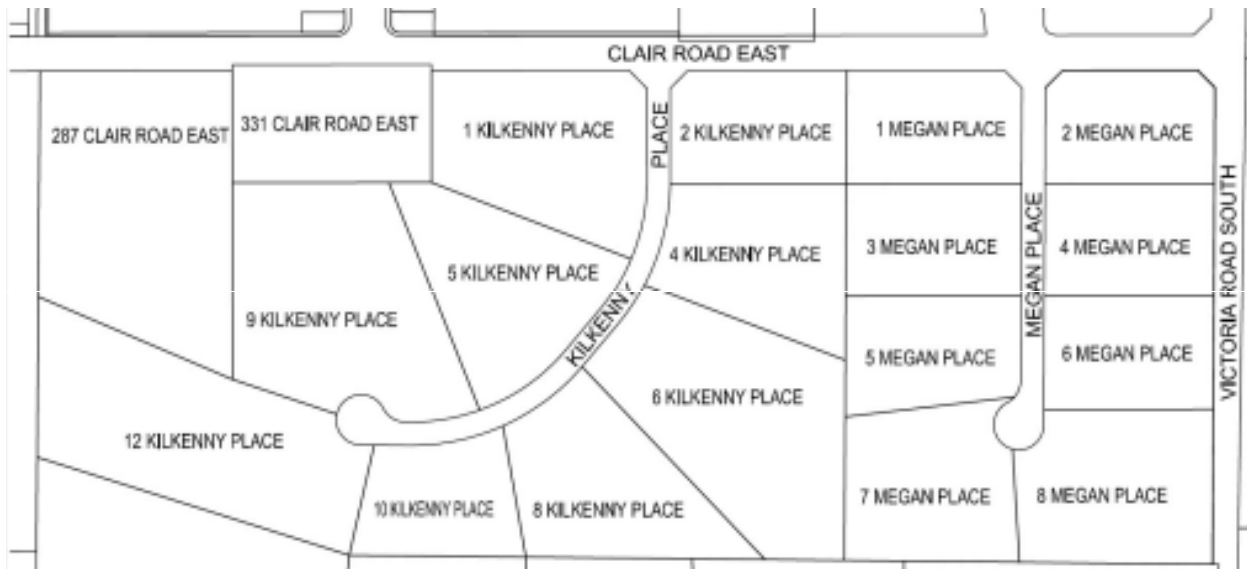 CLAIR ROAD EAST
287 CLAIR ROAD EAST
331 CLAIR ROAD EAST
1 KILKENNY PLACE
PLACE
2 KILKENNY PLACE
1 MEGAN PLACE
2 MEGAN PLACE
VICTORIA ROAD SOUTH
5 KILKENNY PLACE
4 KILKENNY PLACE
3 MEGAN PLACE
MEGAN PLACE
4 MEGAN PLACE
9 KILKENNY PLACE
KILKENNY
5 MEGAN PLACE
6 MEGAN PLACE
12 KILKENNY PLACE
6 KILKENNY PLACE
10 KILKENNY PLACE
8 KILKENNY PLACE
7 MEGAN PLACE
8 MEGAN PLACE